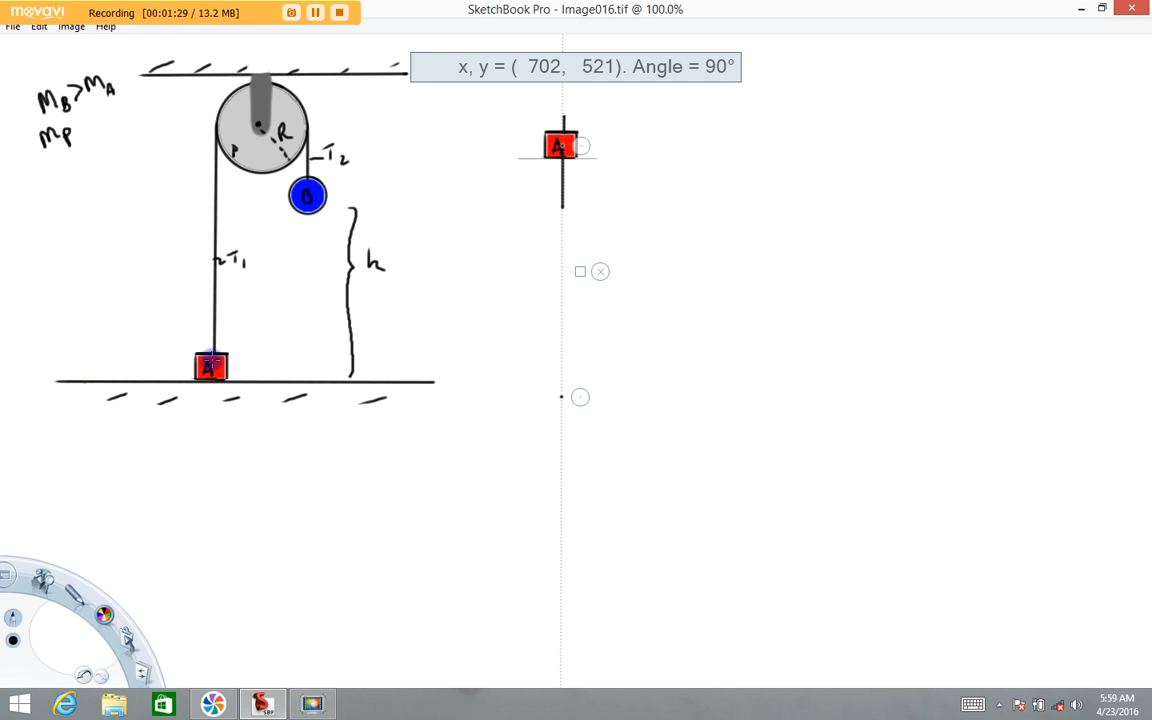 movavi Recording [00:01:29 / 13.2 MB]
SketchBook Pro - Image016.tif @ 100.0%
File Edit Image Help
x, y = ( 702, 521). Angle = 90°
MB>MA
MP
R
P
T2
B
A
T1
h
A
SBP
5:59 AM
4/23/2016